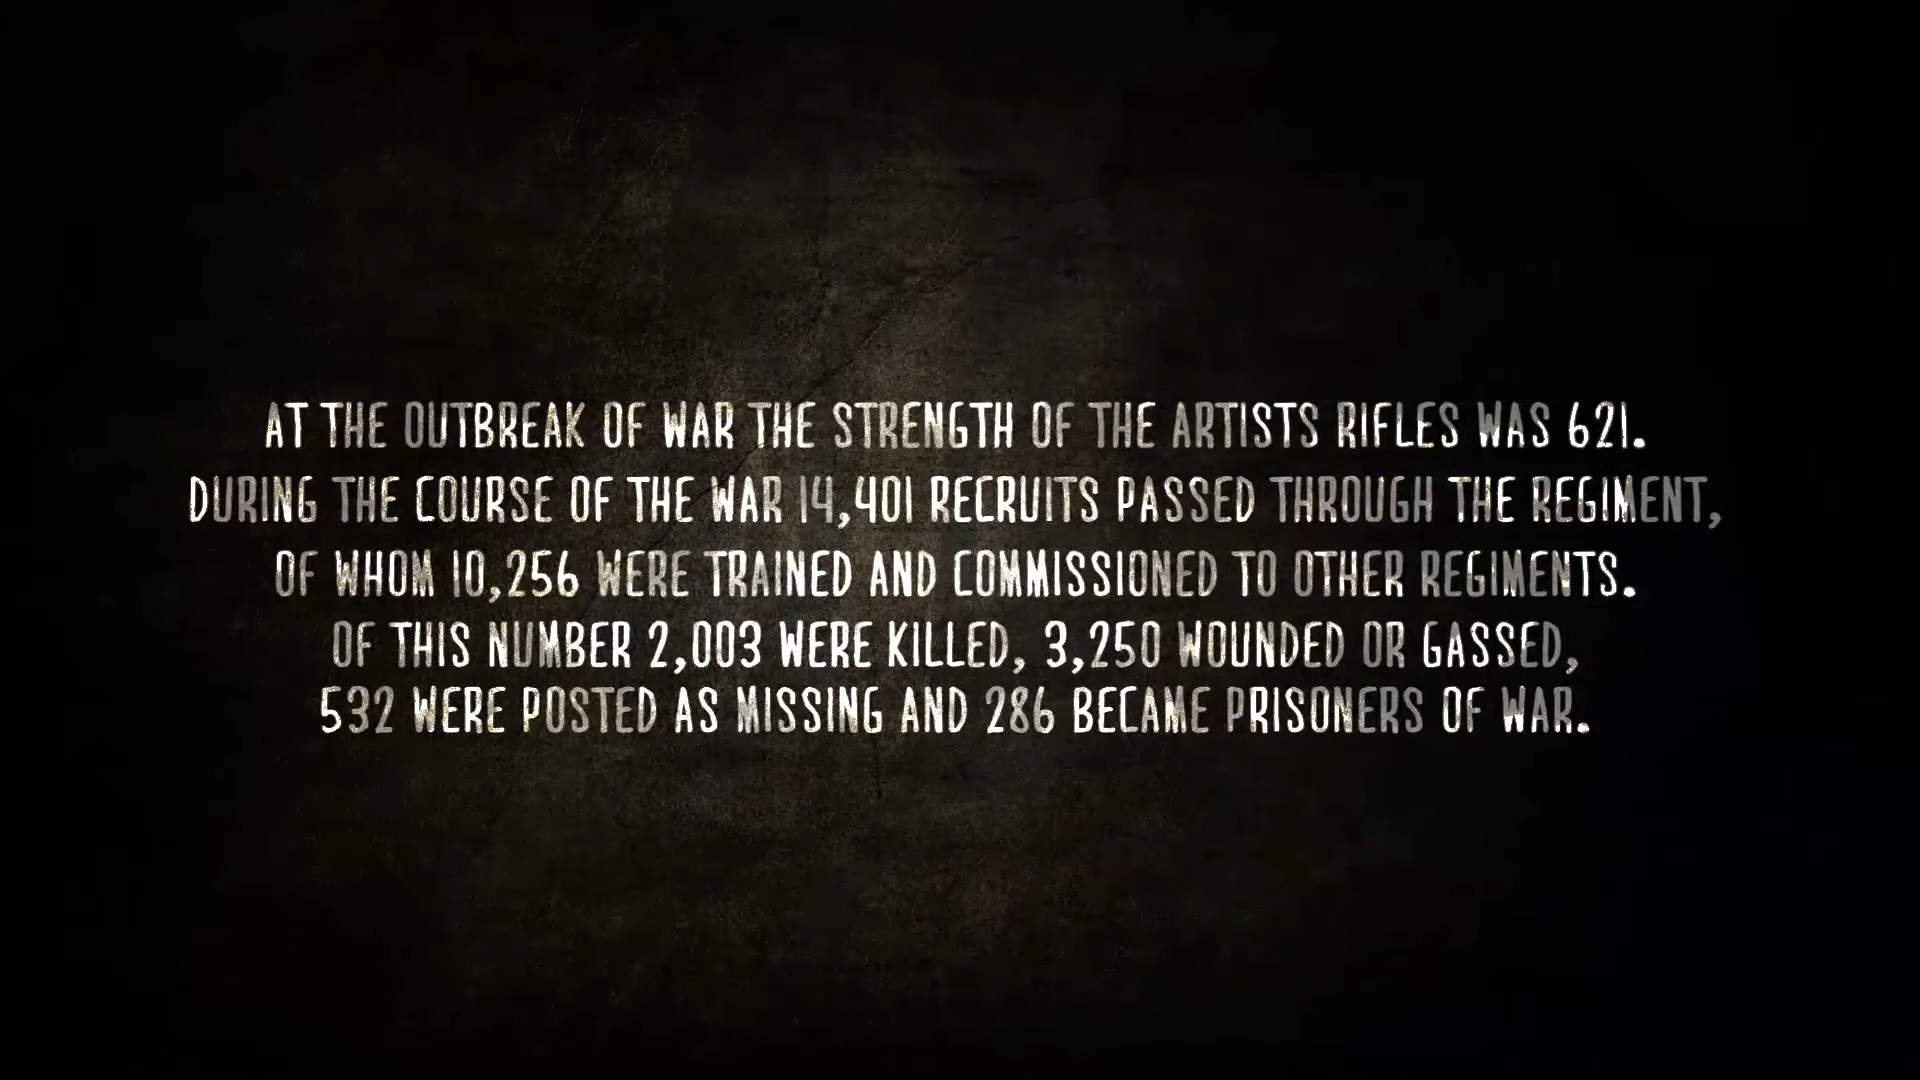 AT THE OUTBREAK OF WAR THE STRENGTH OF THE ARTISTS RIFLES WAS 621.
DURING THE COURSE OF THE WAR 14,401 RECRUITS PASSED THROUGH THE REGIMENT,
OF WHOM 10,256 WERE TRAINED AND COMMISSIONED TO OTHER REGIMENTS.
OF THIS NUMBER 2,003 WERE KILLED, 3,250 WOUNDED OR GASSED,
532 WERE POSTED AS MISSING AND 286 BECAME PRISONERS OF WAR.